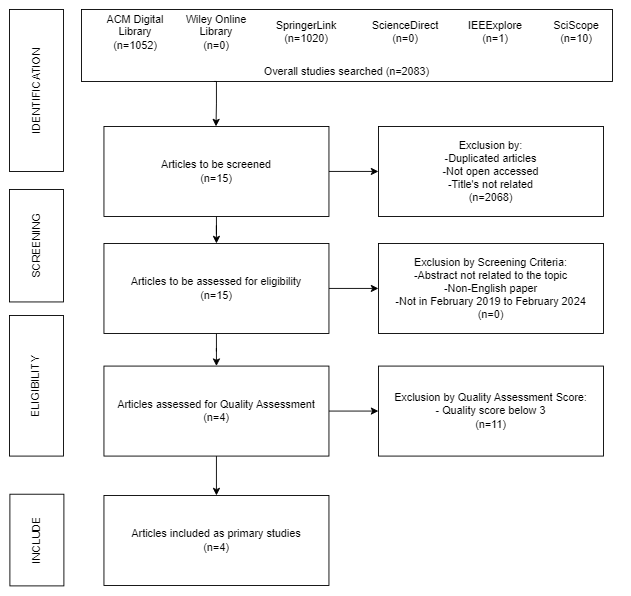 IDENTIFICATION
ACM Digital
Library
(n=1052)
Wiley Online
Library
(n=0)
SpringerLink
(n=1020)
ScienceDirect
(n=0)
IEEExplore
(n=1)
SciScope
(n=10)
Overall studies searched (n=2083)
Articles to be screened
(n=15)
Exclusion by:
-Duplicated articles
-Not open accessed
-Title's not related
(n=2068)
SCREENING
Articles to be assessed for eligibility
(n=15)
Exclusion by Screening Criteria:
-Abstract not related to the topic
-Non-English paper
-Not in February 2019 to February 2024
(n=0)
ELIGIBILITY
Articles assessed for Quality Assessment
(n=4)
Exclusion by Quality Assessment Score:
- Quality score below 3
(n=11)
INCLUDE
Articles included as primary studies
(n=4)